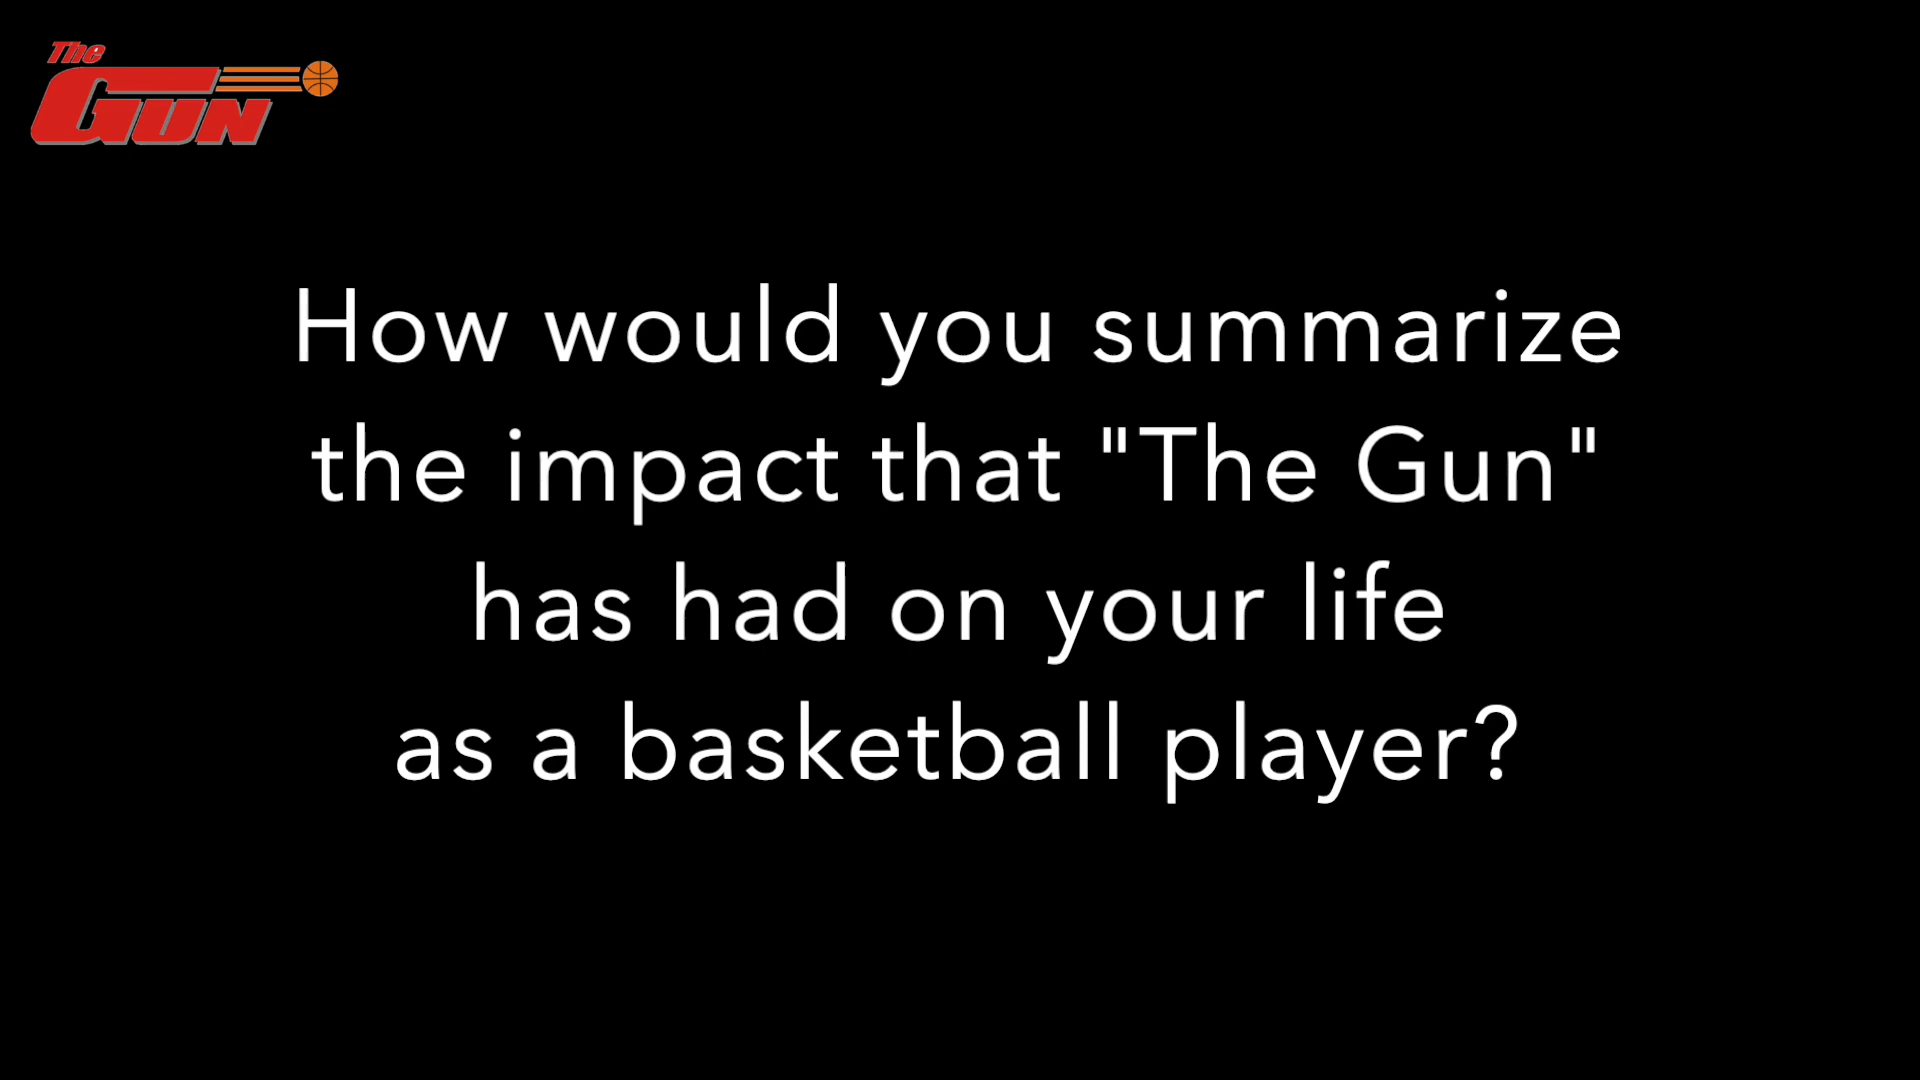 The
GUN
How would you summarize
the impact that "The Gun"
has had on your life
as a basketball player?